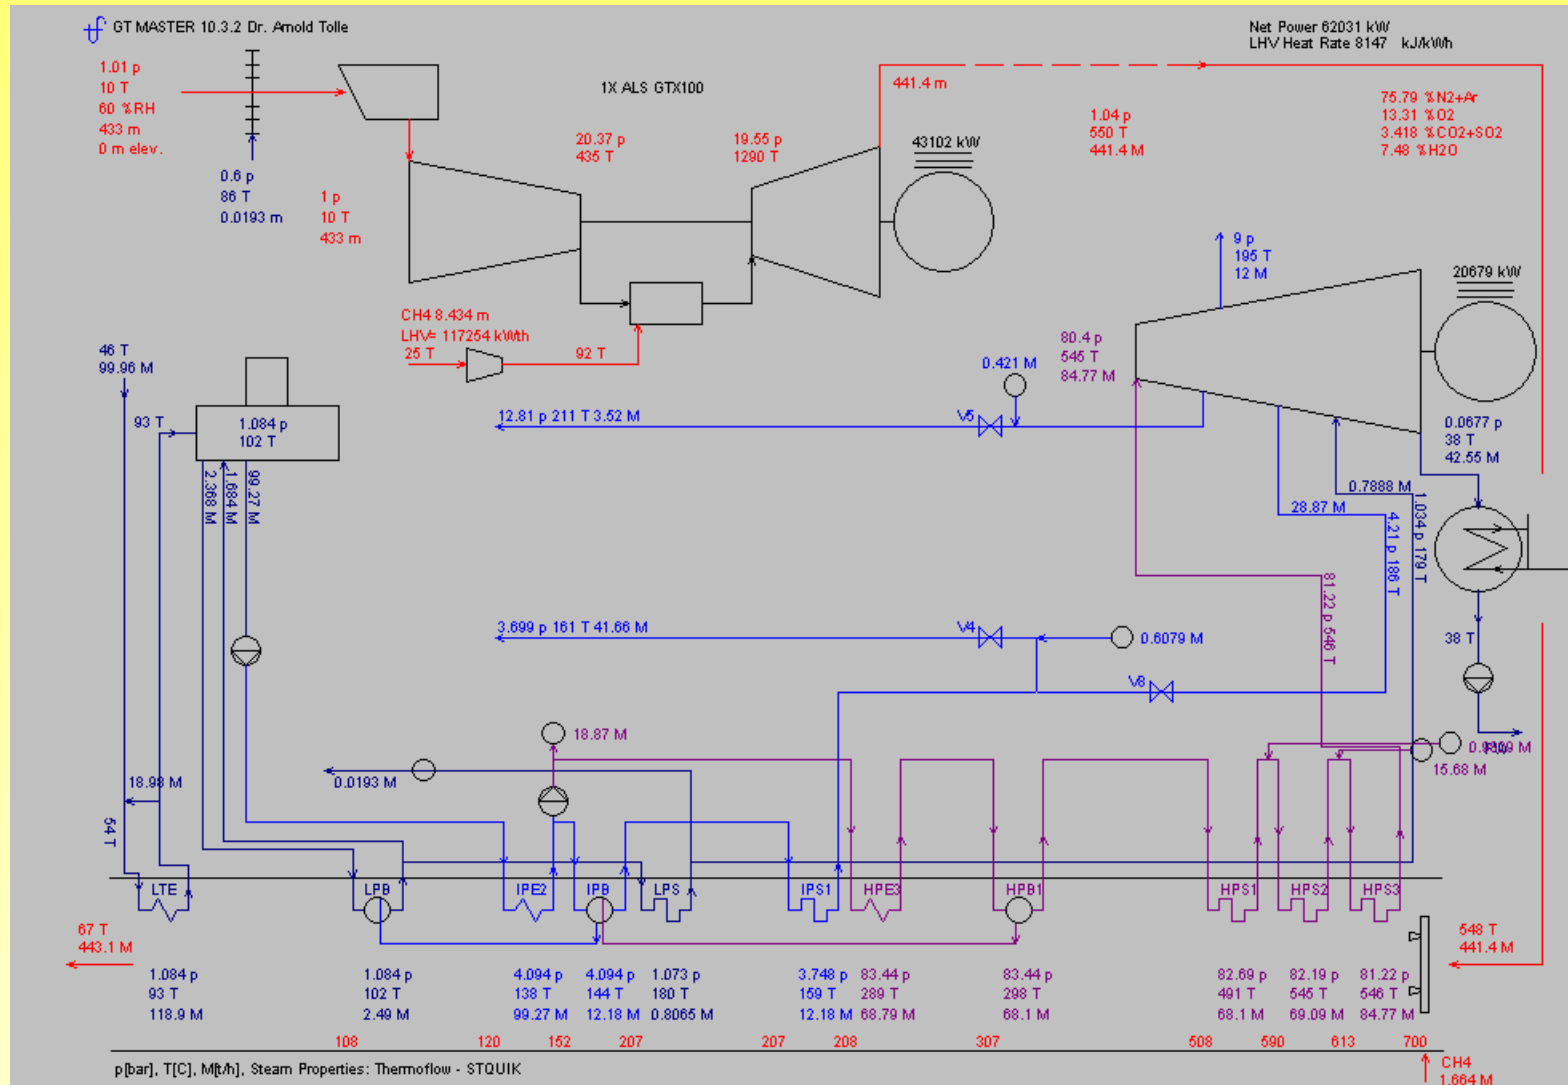 GT MASTER 10.3.2 Dr. Arnold Tolle
Net Power 62031 kW
LHV Heat Rate 8147 kJ/kWh
1.01 p
10 T
60 %RH
433 m
0 m elev.
0.6 p
86 T
0.0193 m
1 p
10 T
433 m
1X ALS GTX100
20.37 p
435 T
19.55 p
1290 T
441.4 m
43102 kW
1.04 p
550 T
441.4 M
75.79 %N2+Ar
13.31 %O2
3.418 %CO2+SO2
7.48 %H2O
CH4 8.434 m
LHV= 117254 kWth
25 T
92 T
9 p
195 T
12 M
20679 kW
80.4 p
545 T
84.77 M
46 T
99.96 M
93 T
1.084 p
102 T
2.368 M
1.684 M
99.27 M
0.421 M
12.81 p 211 T 3.52 M
V5
0.0677 p
38 T
42.55 M
0.7888 M
28.87 M
4.21 p 186 T
1.034 p 179 T
81.22 p 546 T
3.699 p 161 T 41.66 M
V4
0.6079 M
V8
38 T
18.87 M
15.68 M
0.0193 M
18.98 M
54 T
LTE
LPB
IPE2
IPB
LPS
IPS1
HPE3
HPB1
HPS1
HPS2
HPS3
67 T
443.1 M
548 T
441.4 M
1.084 p
93 T
118.9 M
1.084 p
102 T
2.49 M
4.094 p
138 T
99.27 M
4.094 p
144 T
12.18 M
1.073 p
180 T
0.8065 M
3.748 p
159 T
12.18 M
83.44 p
289 T
68.79 M
83.44 p
298 T
68.1 M
82.69 p
491 T
68.1 M
82.19 p
545 T
69.09 M
81.22 p
546 T
84.77 M
108 120 152 207 207 208 307 508 590 613 700
p[bar], T[C], M[t/h], Steam Properties: Thermoflow - STQUIK
CH4
1.664 M